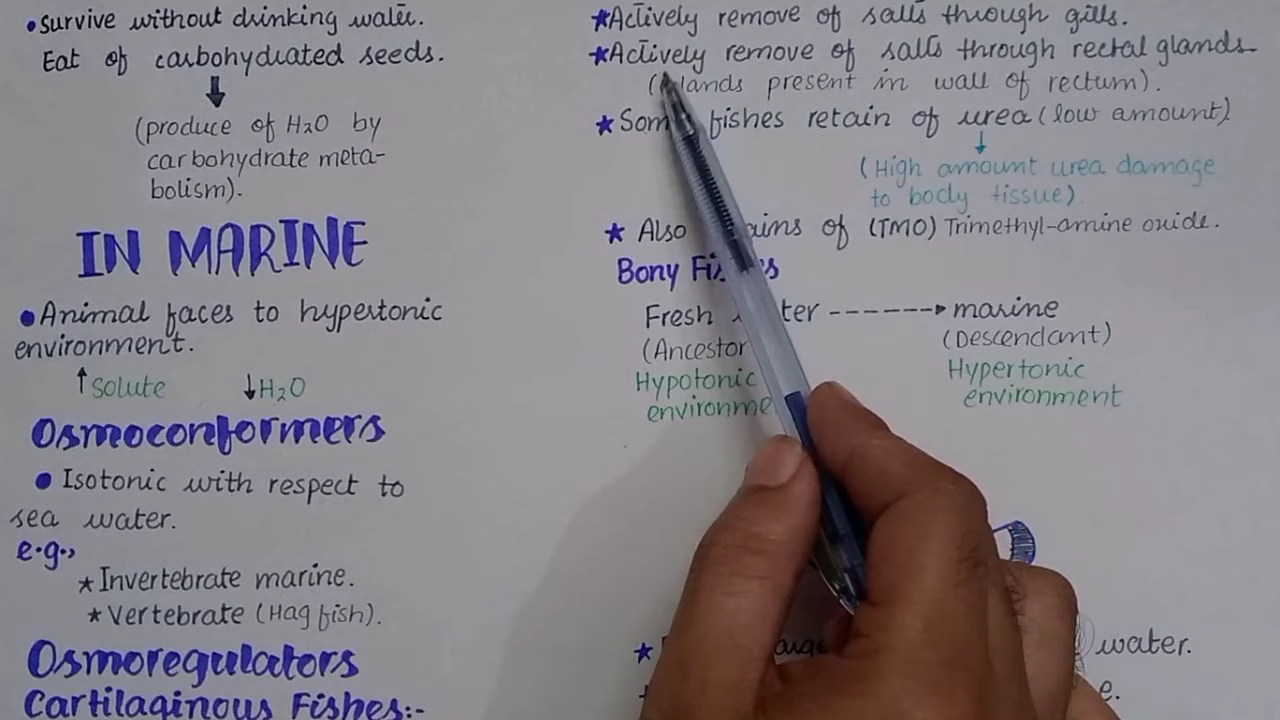 • survive without drinking water.
Eat of carbohydrated seeds.
(produce of H₂O by
carbohydrate meta-
bolism).
IN MARINE
• Animal faces to hypertonic
environment.
↑ Solute ↓ H₂O
Osmoconformers
• Isotonic with respect to
sea water.
e.g.,
★ Invertebrate marine.
★ Vertebrate (Hag fish).
Osmoregulators
Cartilaginous Fishes:-
★ Actively remove of salts through gills.
★ Actively remove of salts through rectal glands
(lands present in wall of rectum).
★ Som fishes retain of urea (low amount)
(High amount urea damage
to body tissue)
★ Also of (TMO) Trimethyl-amine oxide.
Bony
Fresh ter ------► marine
(Ancestor (Descendant)
Hypotonic Hypertonic
environme environment
★ water.